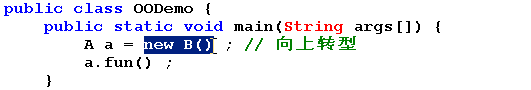 public class OODemo {
public static void main(String args[]) {
A a = new B() ; // 向上转型
a.fun() ;
}